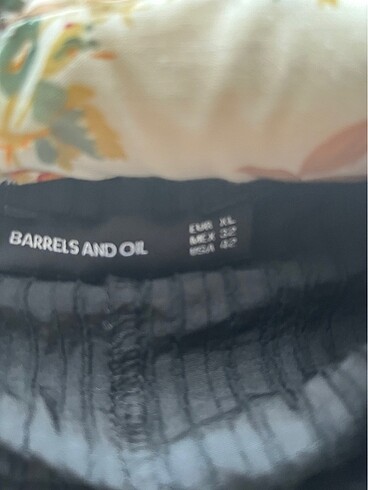 BARRELS AND OIL
EUR XL
MEX 32
USA 42